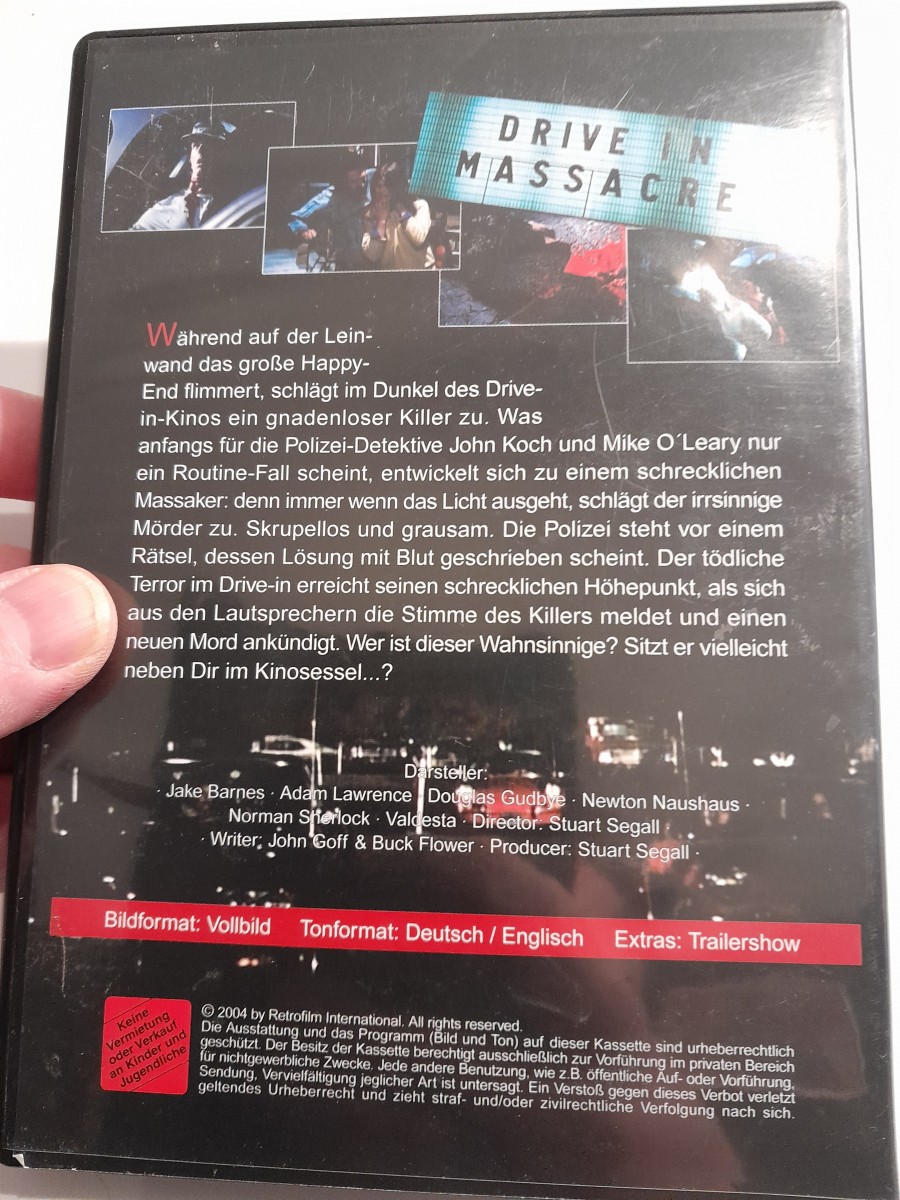 DRIVE IN
MASSACRE
Während auf der Lein-
wand das große Happy-
End flimmert, schlägt im Dunkel des Drive-
in-Kinos ein gnadenloser Killer zu. Was
anfangs für die Polizei-Detektive John Koch und Mike O´Leary nur
ein Routine-Fall scheint, entwickelt sich zu einem schrecklichen
Massaker: denn immer wenn das Licht ausgeht, schlägt der irrsinnige
Mörder zu. Skrupellos und grausam. Die Polizei steht vor einem
Rätsel, dessen Lösung mit Blut geschrieben scheint. Der tödliche
Terror im Drive-in erreicht seinen schrecklichen Höhepunkt, als sich
aus den Lautsprechern die Stimme des Killers meldet und einen
neuen Mord ankündigt. Wer ist dieser Wahnsinnige? Sitzt er vielleicht
neben Dir im Kinosessel...?
Darsteller:
· Jake Barnes · Adam Lawrence · Douglas Gudbye · Newton Naushaus ·
Norman Sherlock · Valdesta · Director: Stuart Segall ·
· Writer: John Goff & Buck Flower · Producer: Stuart Segall ·
Bildformat: Vollbild Tonformat: Deutsch / Englisch Extras: Trailershow
Keine
Vermietung
oder Verkauf
an Kinder und
Jugendliche
© 2004 by Retrofilm International. All rights reserved.
Die Ausstattung und das Programm (Bild und Ton) auf dieser Kassette sind urheberrechtlich
geschützt. Der Besitz der Kassette berechtigt ausschließlich zur Vorführung im privaten Bereich
für nichtgewerbliche Zwecke. Jede andere Benutzung, wie z.B. öffentliche Auf- oder Vorführung,
Sendung, Vervielfältigung jeglicher Art ist untersagt. Ein Verstoß gegen dieses Verbot verletzt
geltendes Urheberrecht und zieht straf- und/oder zivilrechtliche Verfolgung nach sich.